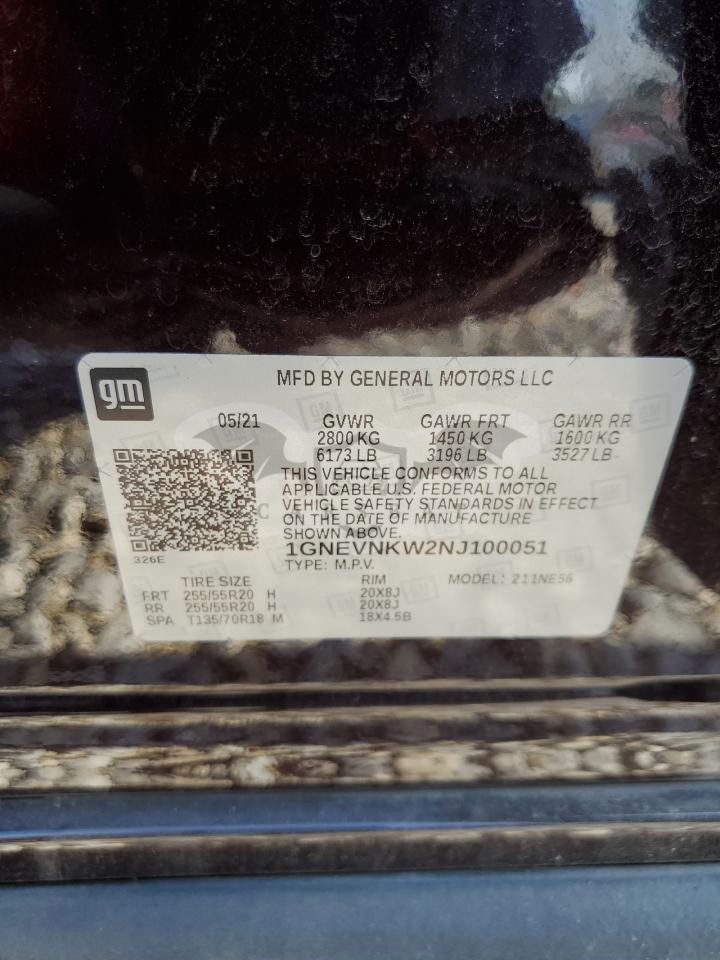 gm
MFD BY GENERAL MOTORS LLC
05/21 GVWR GAWR FRT GAWR RR
2800 KG 1450 KG 1600 KG
6173 LB 3196 LB 3527 LB
THIS VEHICLE CONFORMS TO ALL
APPLICABLE U.S. FEDERAL MOTOR
VEHICLE SAFETY STANDARDS IN EFFECT
C
ON THE DATE OF MANUFACTURE
SHOWN ABOVE.
1GNEVNKW2NJ100051
326E
TYPE: M.P.V.
TIRE SIZE RIM MODEL: 211NE56
FRT 255/55R20 H 20X8J
RR 255/55R20 H 20X8J
SPA T135/70R18 M 18X4.5B